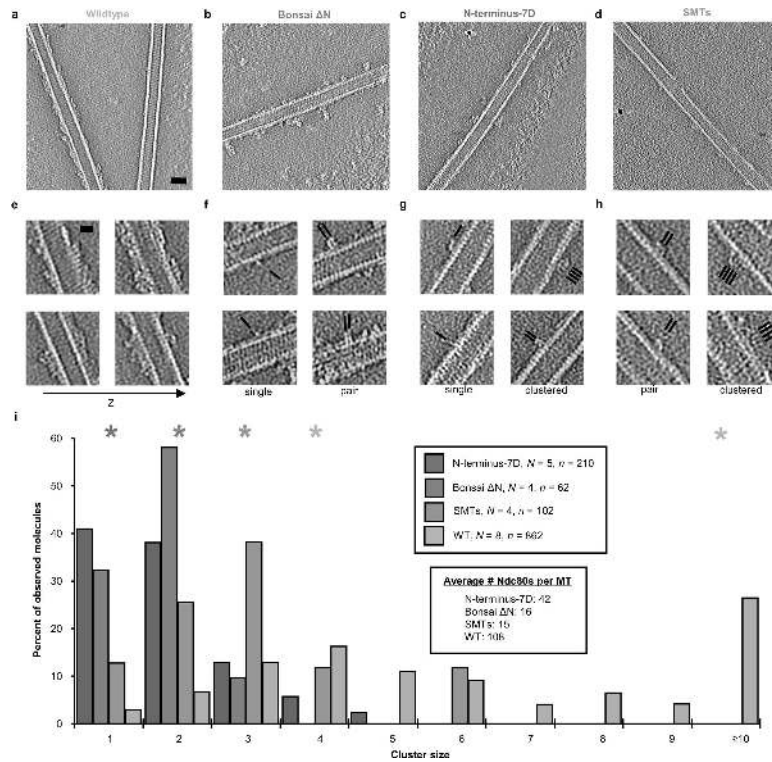 a Wildtype b Bonsai ΔN c N-terminus-7D d SMTs
e f g h
single pair single clustered pair clustered
Z
i
* * * * *
60
50
40
30
20
10
0
Percent of observed molecules
N-terminus-7D, N = 5, n = 210
Bonsai ΔN, N = 4, n = 62
SMTs, N = 4, n = 102
WT, N = 8, n = 862
Average # Ndc80s per MT
N-terminus-7D: 42
Bonsai ΔN: 16
SMTs: 15
WT: 108
1 2 3 4 5 6 7 8 9 ≥10
Cluster size